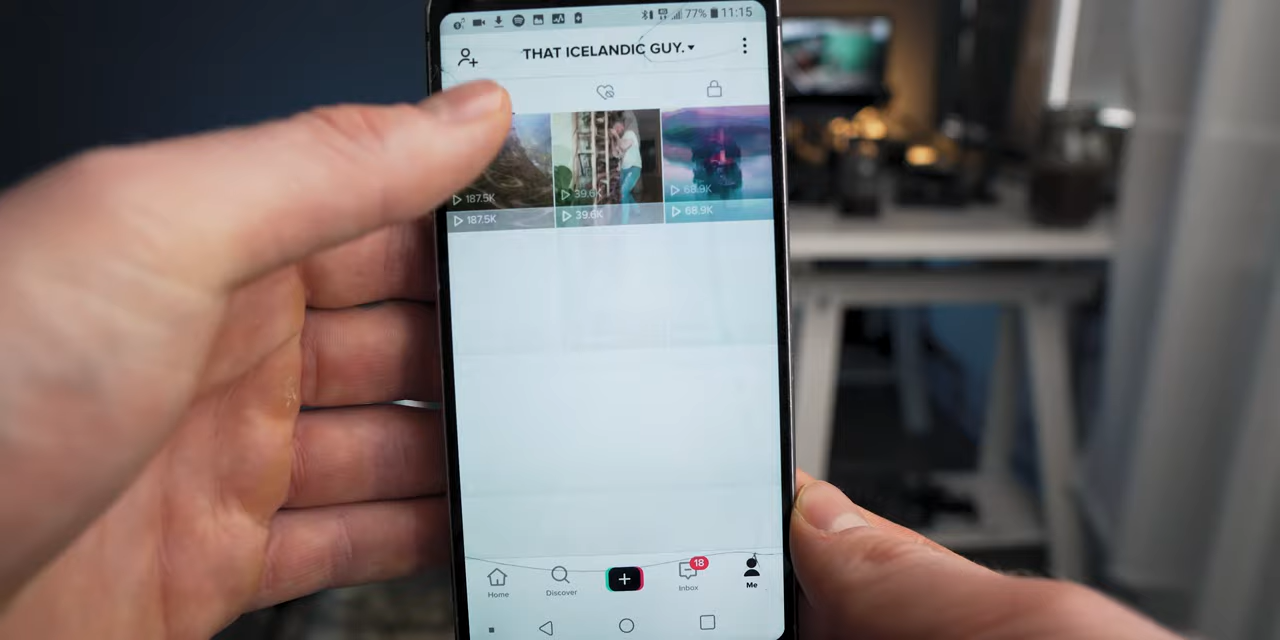 77% 11:15
THAT ICELANDIC GUY.
187.5K 39.6K 68.9K
187.5K 39.6K 68.9K
18
Home Discover Inbox Me